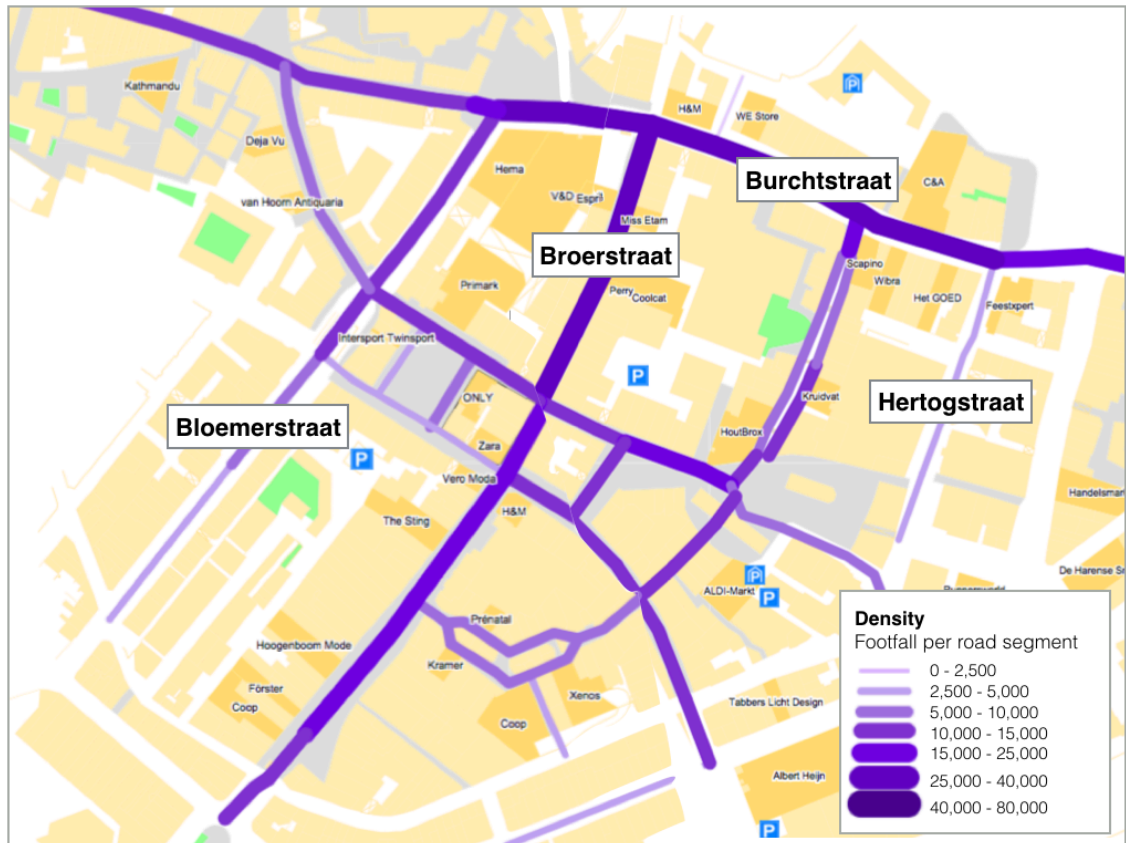 Kathmandu
H&M
WE Store
Deja Vu
Hema
Burchtstraat
C&A
van Hoorn Antiquaria
V&D Esprit
Miss Etam
Broerstraat
Scapino
Wibra
Primark
Perry
Coolcat
Het GOED
Feestxpert
Intersport Twinsport
P
ONLY
Kruidvat
Hertogstraat
Bloemerstraat
HoutBrox
Zara
P
Vero Moda
Handelsmar
H&M
The Sting
De Harense Sm
P
ALDI-Markt
P
Prénatal
Hoogenboom Mode
Kramer
Förster
Coop
Xenos
Coop
Tabbers Licht Design
Albert Heijn
P
P
Density
Footfall per road segment
0 - 2,500
2,500 - 5,000
5,000 - 10,000
10,000 - 15,000
15,000 - 25,000
25,000 - 40,000
40,000 - 80,000